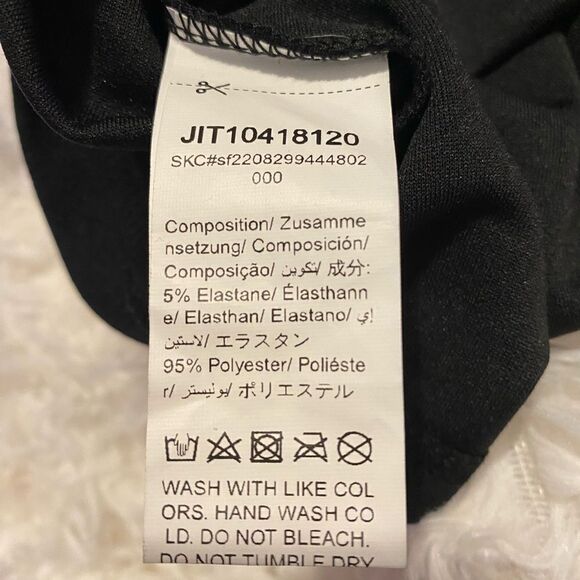 JIT10418120
SKC#sf2208299444802
000
Composition/ Zusamme
nsetzung/ Composición/
Composição/ تكوين/ 成分:
5% Elastane/ Élasthann
e/ Elasthan/ Elastano/ إي
لاستين/ エラスタン
95% Polyester/ Poliéste
r/ بوليستر/ ポリエステル
WASH WITH LIKE COL
ORS. HAND WASH CO
LD. DO NOT BLEACH.
DO NOT TUMBLE DRY